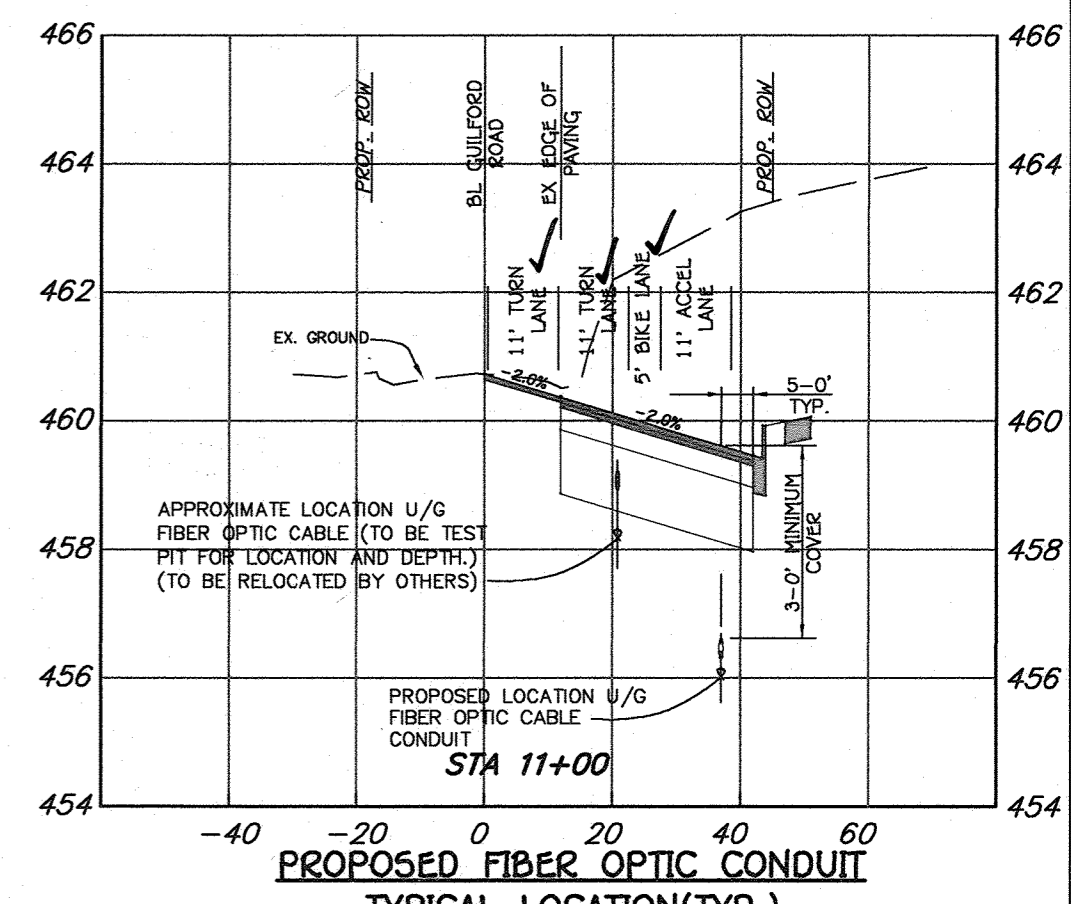 466
466
PROP. ROW
BL GUILFORD
ROAD
EX EDGE OF
PAVING
PROP. ROW
464
464
462
462
11' TURN
LANE
11' TURN
LANE
5' BIKE LANE
11' ACCEL
LANE
EX. GROUND
-2.0%
-2.0%
5-0'
TYP.
460
460
APPROXIMATE LOCATION U/G
FIBER OPTIC CABLE (TO BE TEST
PIT FOR LOCATION AND DEPTH.)
(TO BE RELOCATED BY OTHERS)
3-0' MINIMUM
COVER
458
458
456
456
PROPOSED LOCATION U/G
FIBER OPTIC CABLE
CONDUIT
STA 11+00
454
454
-40
-20
0
20
40
60
PROPOSED FIBER OPTIC CONDUIT
TYPICAL LOCATION(TYP.)